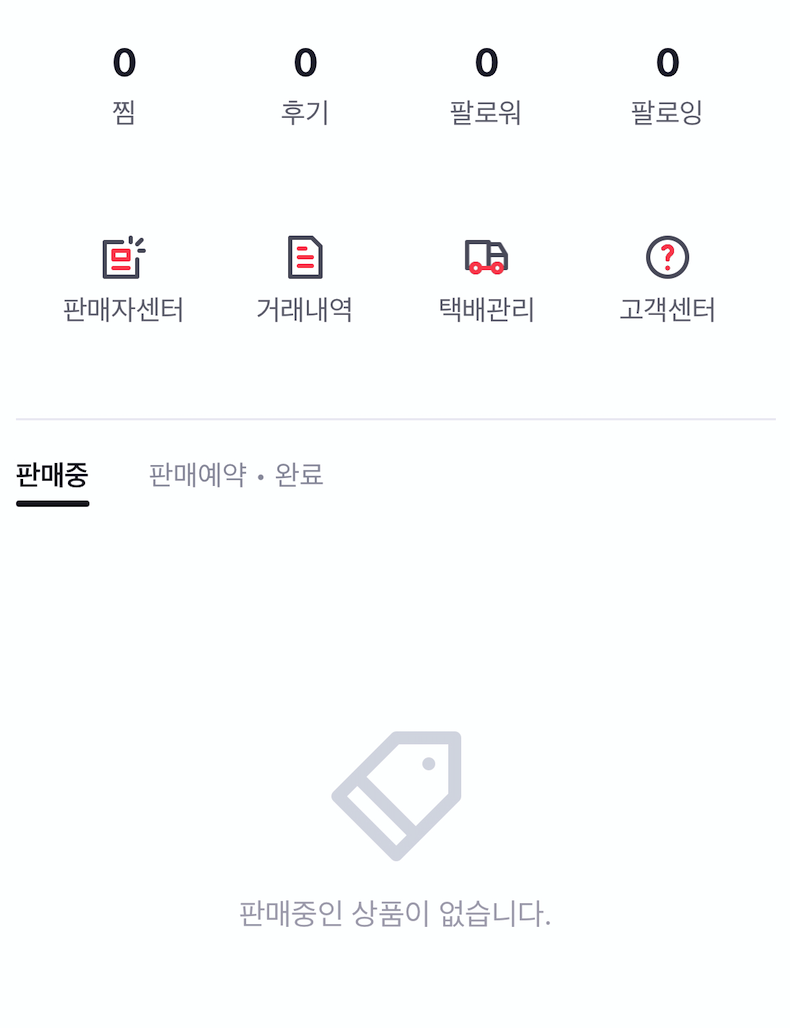 0 0 0 0
찜 후기 팔로워 팔로잉
판매자센터 거래내역 택배관리 고객센터
판매중 판매예약 • 완료
판매중인 상품이 없습니다.